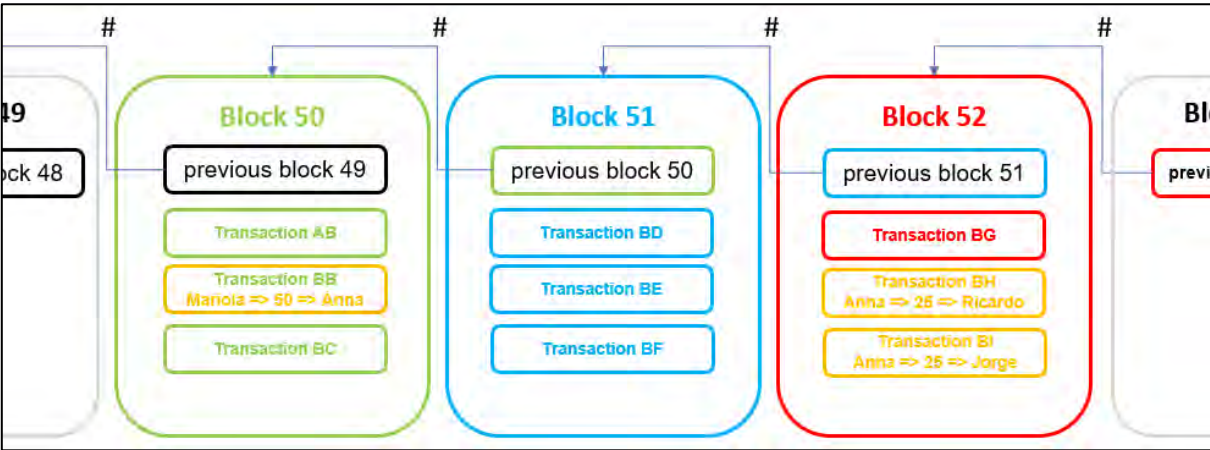 # # # #
49
ock 48
Block 50
previous block 49
Transaction AB
Transaction BB
Mariola => 50 => Anna
Transaction BC
Block 51
previous block 50
Transaction BD
Transaction BE
Transaction BF
Block 52
previous block 51
Transaction BG
Transaction BH
Anna => 25 => Ricardo
Transaction BI
Anna => 25 => Jorge
Bl
previ